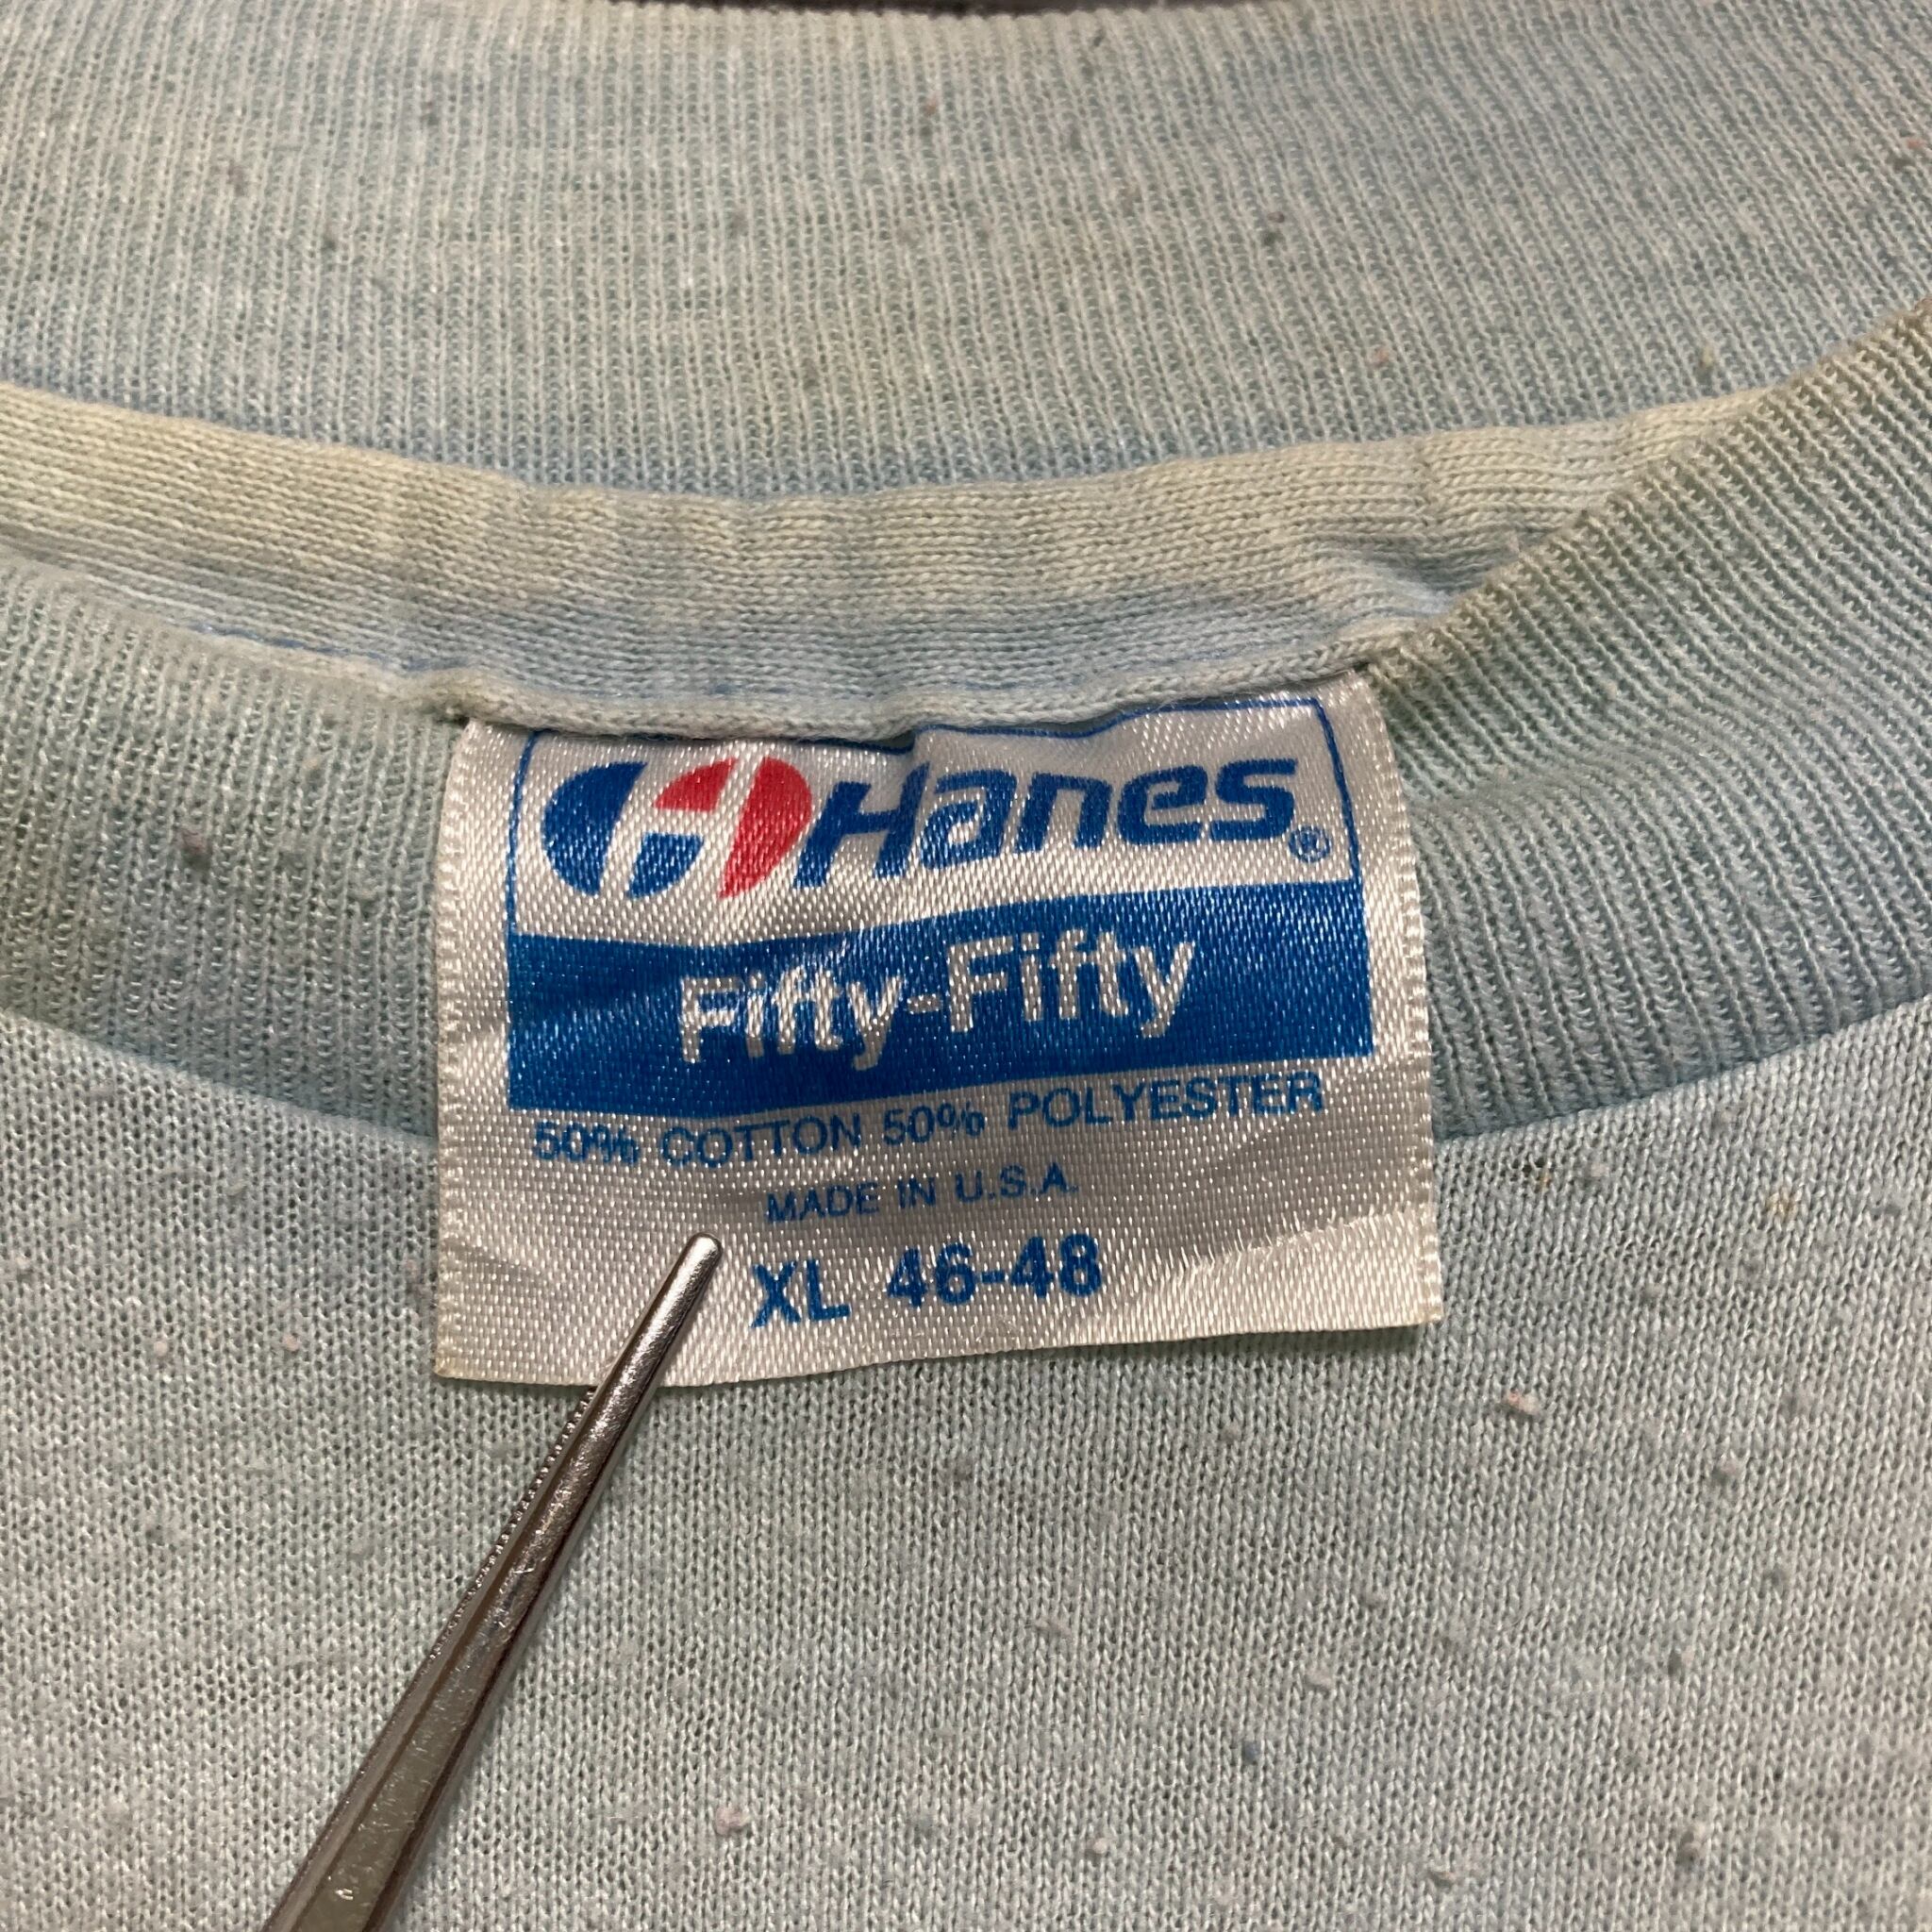 Hanes®
Fifty-Fifty
50% COTTON 50% POLYESTER
MADE IN U.S.A.
XL 46-48